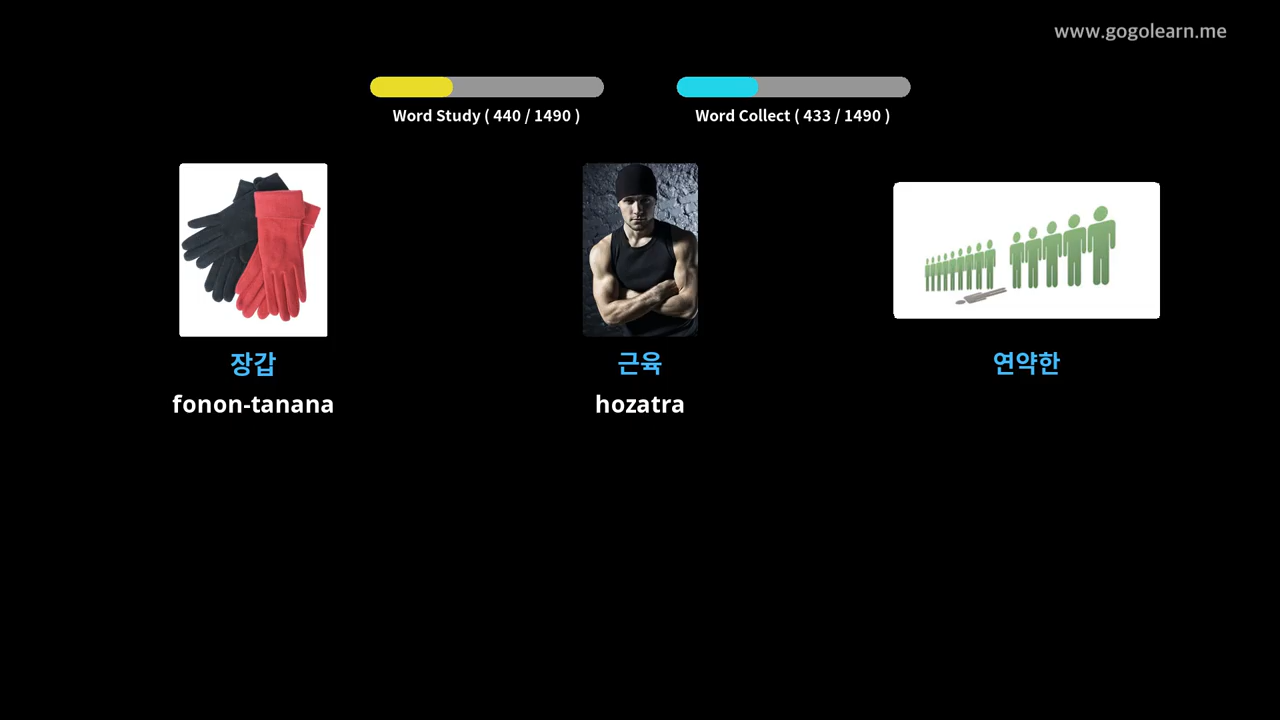 www.gogolearn.me
Word Study ( 440 / 1490 )
Word Collect ( 433 / 1490 )
장갑
fonon-tanana
근육
hozatra
연약한